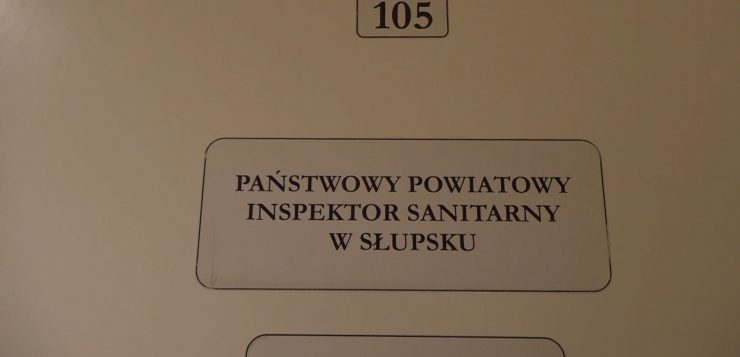 105
PAŃSTWOWY POWIATOWY
INSPEKTOR SANITARNY
W SŁUPSKU